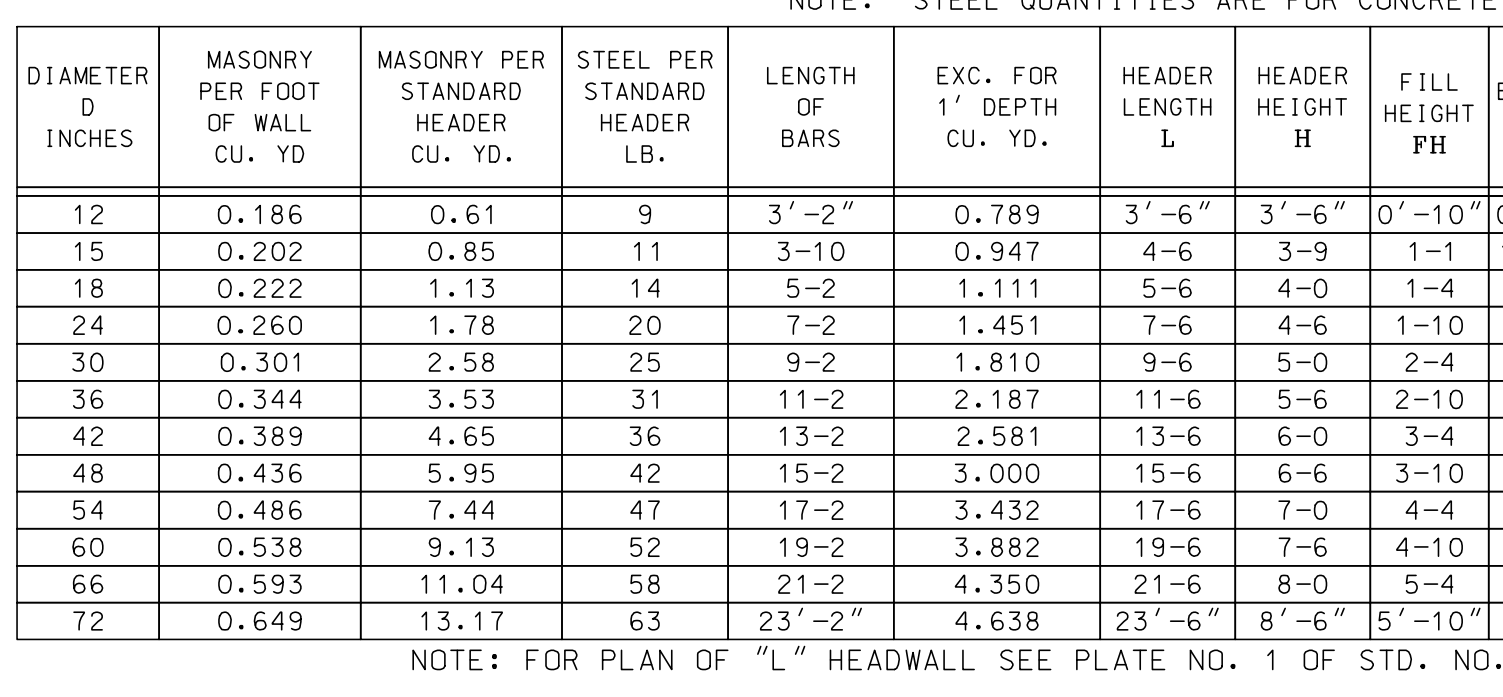 NOTE: STEEL QUANTITIES ARE FOR CONCRETE
DIAMETER D INCHES | MASONRY PER FOOT OF WALL CU. YD | MASONRY PER STANDARD HEADER CU. YD. | STEEL PER STANDARD HEADER LB. | LENGTH OF BARS | EXC. FOR 1' DEPTH CU. YD. | HEADER LENGTH L | HEADER HEIGHT H | FILL HEIGHT FH
12 0.186 0.61 9 3'-2" 0.789 3'-6" 3'-6" 0'-10"
15 0.202 0.85 11 3-10 0.947 4-6 3-9 1-1
18 0.222 1.13 14 5-2 1.111 5-6 4-0 1-4
24 0.260 1.78 20 7-2 1.451 7-6 4-6 1-10
30 0.301 2.58 25 9-2 1.810 9-6 5-0 2-4
36 0.344 3.53 31 11-2 2.187 11-6 5-6 2-10
42 0.389 4.65 36 13-2 2.581 13-6 6-0 3-4
48 0.436 5.95 42 15-2 3.000 15-6 6-6 3-10
54 0.486 7.44 47 17-2 3.432 17-6 7-0 4-4
60 0.538 9.13 52 19-2 3.882 19-6 7-6 4-10
66 0.593 11.04 58 21-2 4.350 21-6 8-0 5-4
72 0.649 13.17 63 23'-2" 4.638 23'-6" 8'-6" 5'-10"
NOTE: FOR PLAN OF "L" HEADWALL SEE PLATE NO. 1 OF STD. NO.